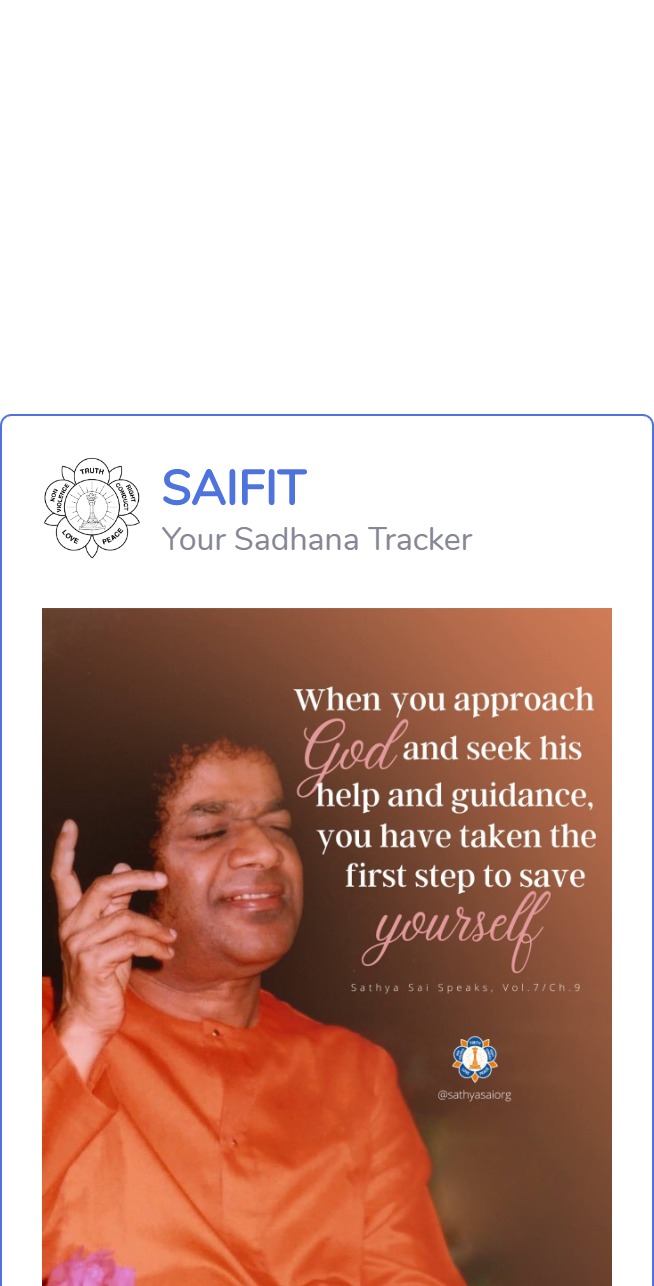 TRUTH
RIGHT
CONDUCT
PEACE
LOVE
NON
VIOLENCE
SAIFIT
Your Sadhana Tracker
When you approach
God and seek his
help and guidance,
you have taken the
first step to save
yourself
Sathya Sai Speaks, Vol.7/Ch.9
@sathyasaiorg